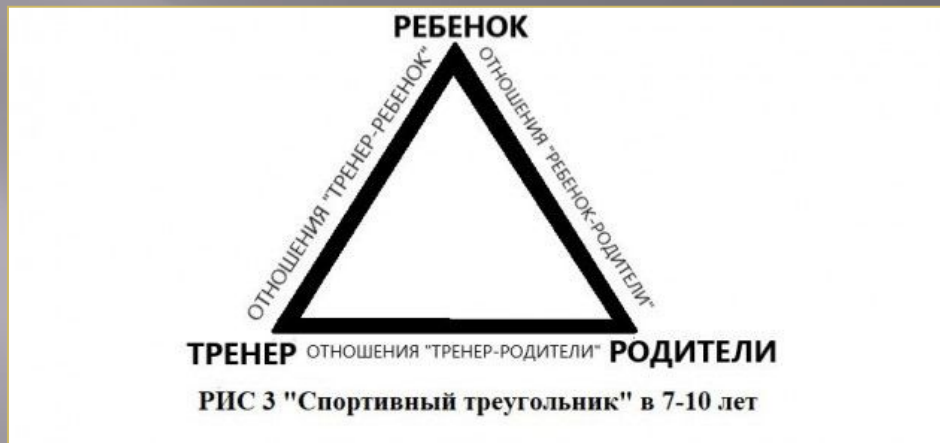 РЕБЕНОК
ОТНОШЕНИЯ "ТРЕНЕР-РЕБЕНОК"
ОТНОШЕНИЯ "РЕБЕНОК-РОДИТЕЛИ"
ТРЕНЕР ОТНОШЕНИЯ "ТРЕНЕР-РОДИТЕЛИ" РОДИТЕЛИ
РИС 3 "Спортивный треугольник" в 7-10 лет